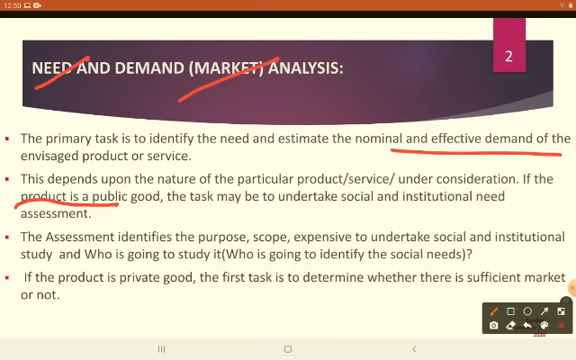 12:50
2
NEED AND DEMAND (MARKET) ANALYSIS:
The primary task is to identify the need and estimate the nominal and effective demand of the
envisaged product or service.
This depends upon the nature of the particular product/service/ under consideration. If the
product is a public good, the task may be to undertake social and institutional need
assessment.
The Assessment identifies the purpose, scope, expensive to undertake social and institutional
study and Who is going to study it(Who is going to identify the social needs)?
If the product is private good, the first task is to determine whether there is sufficient market
or not.
2020